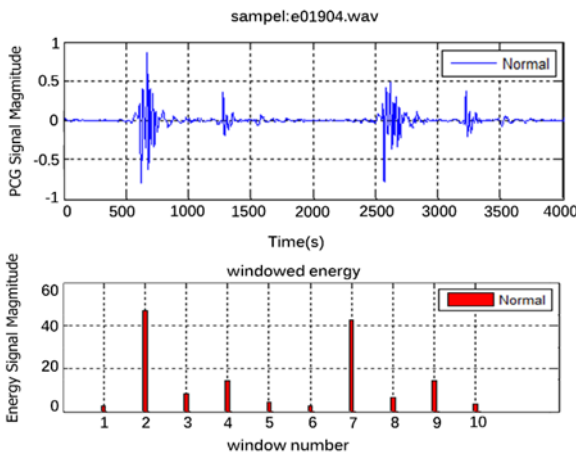 sampel:e01904.wav
PCG Signal Magmitude
1
0.5
0
-0.5
-1
Normal
0 500 1000 1500 2000 2500 3000 3500 4000
Time(s)
windowed energy
Energy Signal Magmitude
60
40
20
0
Normal
1 2 3 4 5 6 7 8 9 10
window number